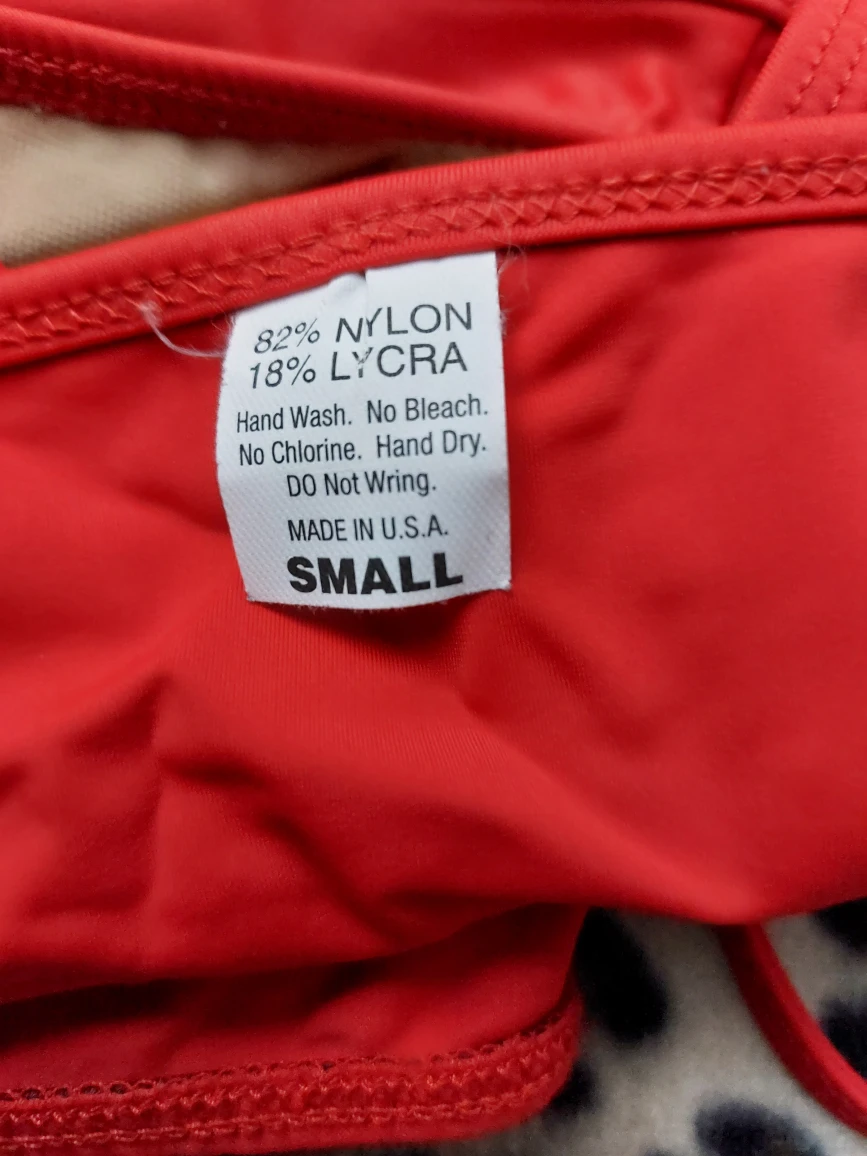 82% NYLON
18% LYCRA
Hand Wash. No Bleach.
No Chlorine. Hand Dry.
DO Not Wring.
MADE IN U.S.A.
SMALL